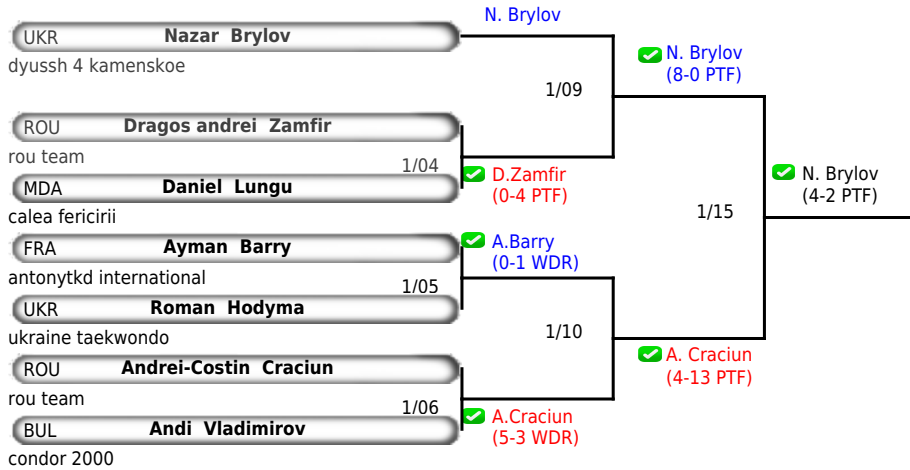 N. Brylov
UKR Nazar Brylov
dyussh 4 kamenskoe
N. Brylov
(8-0 PTF)
1/09
ROU Dragos andrei Zamfir
rou team
1/04
MDA Daniel Lungu
calea fericirii
D.Zamfir
(0-4 PTF)
N. Brylov
(4-2 PTF)
1/15
FRA Ayman Barry
antonytkd international
A.Barry
(0-1 WDR)
1/05
UKR Roman Hodyma
ukraine taekwondo
1/10
ROU Andrei-Costin Craciun
rou team
A. Craciun
(4-13 PTF)
1/06
BUL Andi Vladimirov
condor 2000
A.Craciun
(5-3 WDR)